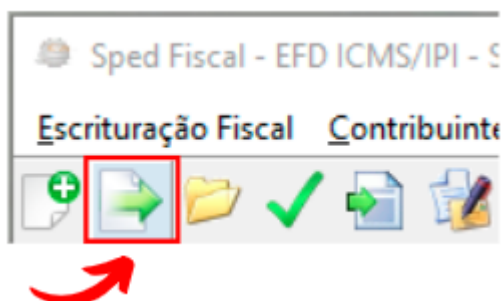 Sped Fiscal - EFD ICMS/IPI -
Escrituração Fiscal Contribuinte